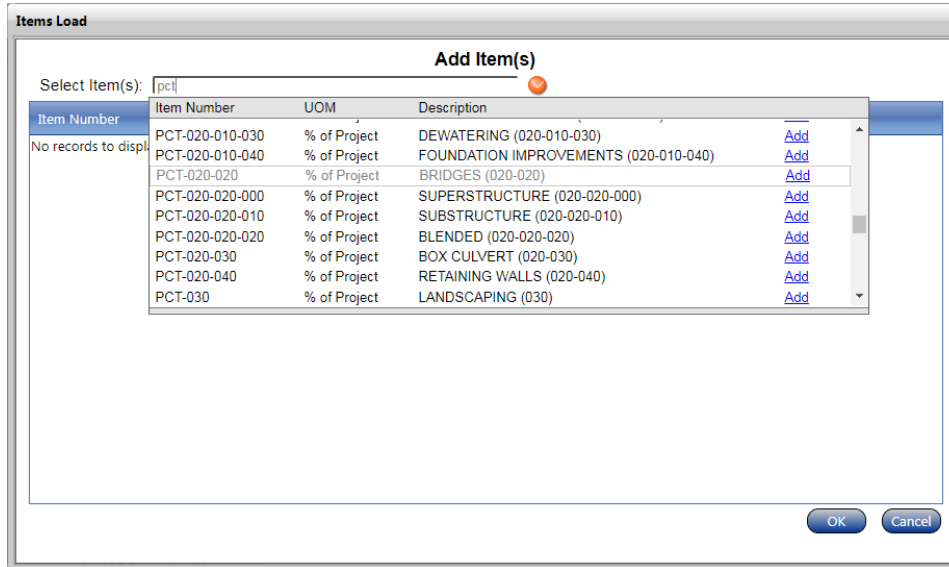 Items Load
Add Item(s)
Select Item(s): pct
Item Number UOM Description
Item Number
No records to displ
PCT-020-010-030 % of Project DEWATERING (020-010-030) Add
PCT-020-010-040 % of Project FOUNDATION IMPROVEMENTS (020-010-040) Add
PCT-020-020 % of Project BRIDGES (020-020) Add
PCT-020-020-000 % of Project SUPERSTRUCTURE (020-020-000) Add
PCT-020-020-010 % of Project SUBSTRUCTURE (020-020-010) Add
PCT-020-020-020 % of Project BLENDED (020-020-020) Add
PCT-020-030 % of Project BOX CULVERT (020-030) Add
PCT-020-040 % of Project RETAINING WALLS (020-040) Add
PCT-030 % of Project LANDSCAPING (030) Add
OK Cancel